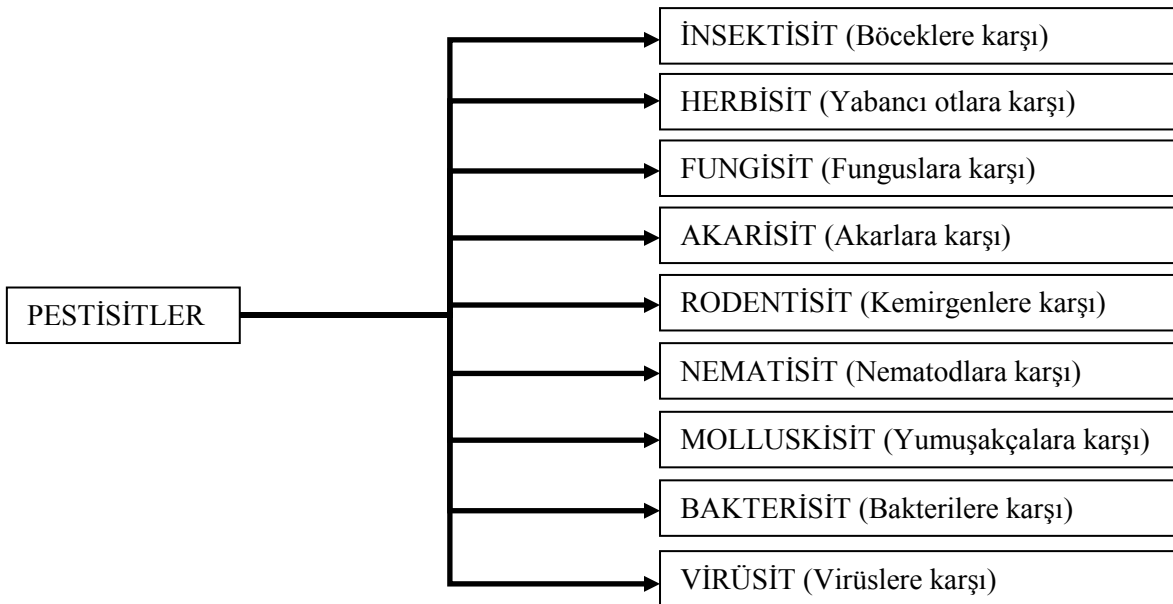 İNSEKTİSİT (Böceklere karşı)
HERBİSİT (Yabancı otlara karşı)
FUNGİSİT (Funguslara karşı)
AKARİSİT (Akarlara karşı)
PESTİSİTLER
RODENTİSİT (Kemirgenlere karşı)
NEMATİSİT (Nematodlara karşı)
MOLLUSKİSİT (Yumuşakçalara karşı)
BAKTERİSİT (Bakterilere karşı)
VİRÜSİT (Virüslere karşı)